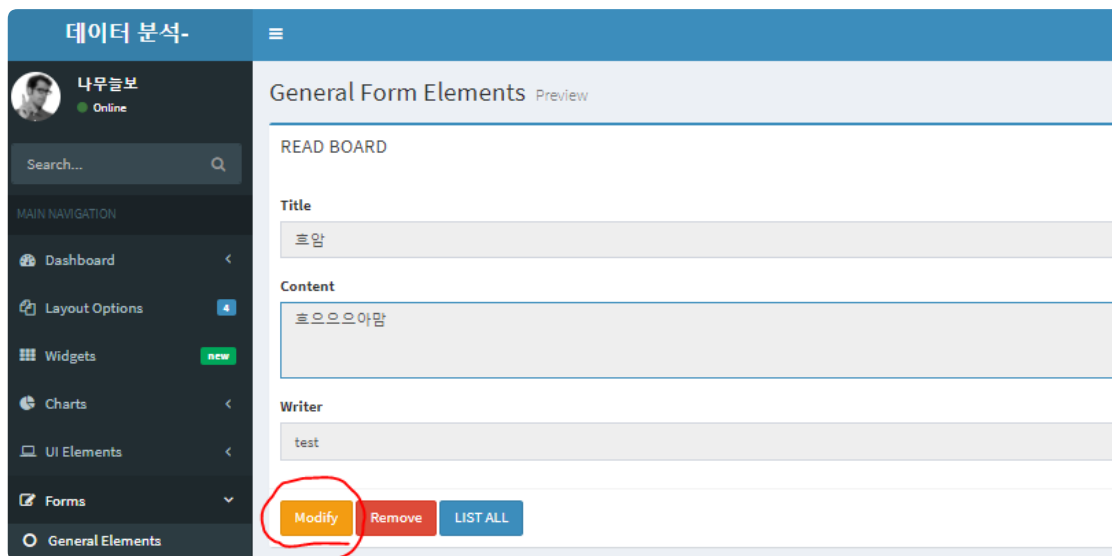 데이터 분석-
나무늘보
Online
Search...
MAIN NAVIGATION
Dashboard
Layout Options 4
Widgets new
Charts
UI Elements
Forms
General Elements
General Form Elements Preview
READ BOARD
Title
흐암
Content
흐으으으아맘
Writer
test
Modify Remove LIST ALL